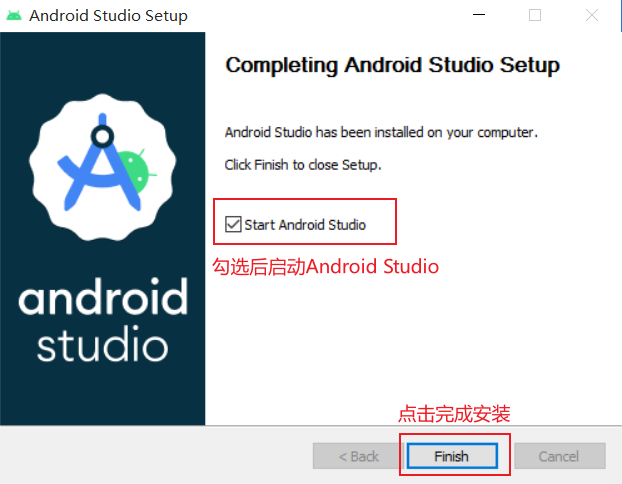 Android Studio Setup
Completing Android Studio Setup
Android Studio has been installed on your computer.
Click Finish to close Setup.
Start Android Studio
勾选后启动Android Studio
android
studio
点击完成安装
< Back
Finish
Cancel